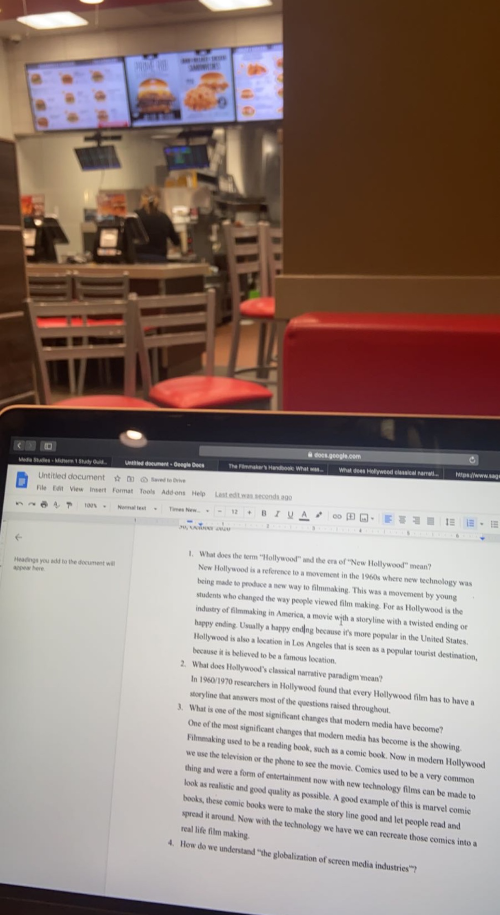 docs.google.com
Media Studies - Midterm 1 Study Guid...
Untitled document - Google Docs
The Filmmaker's Handbook: What was...
What does Hollywood classical narrati...
Untitled document
Saved to Drive
File Edit View Insert Format Tools Add-ons Help Last edit was seconds ago
100% Normal text Times New... 12 B I U A
Headings you add to the document will
appear here.
1. What does the term "Hollywood" and the era of "New Hollywood" mean?
New Hollywood is a reference to a movement in the 1960s where new technology was
being made to produce a new way to filmmaking. This was a movement by young
students who changed the way people viewed film making. For as Hollywood is the
industry of filmmaking in America, a movie with a storyline with a twisted ending or
happy ending. Usually a happy ending because it's more popular in the United States.
Hollywood is also a location in Los Angeles that is seen as a popular tourist destination,
because it is believed to be a famous location.
2. What does Hollywood's classical narrative paradigm mean?
In 1960/1970 researchers in Hollywood found that every Hollywood film has to have a
storyline that answers most of the questions raised throughout.
3. What is one of the most significant changes that modern media have become?
One of the most significant changes that modern media has become is the showing.
Filmmaking used to be a reading book, such as a comic book. Now in modern Hollywood
we use the television or the phone to see the movie. Comics used to be a very common
thing and were a form of entertainment now with new technology films can be made to
look as realistic and good quality as possible. A good example of this is marvel comic
books, these comic books were to make the story line good and let people read and
spread it around. Now with the technology we have we can recreate those comics into a
real life film making.
4. How do we understand "the globalization of screen media industries"?